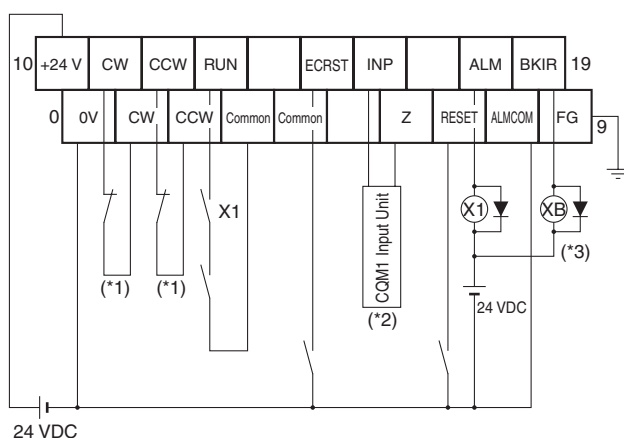 10 +24 V CW CCW RUN ECRST INP ALM BKIR 19
0 0V CW CCW Common Common Z RESET ALMCOM FG 9
X1
X1
XB
(*3)
CQM1 Input Unit
(*1)
(*1)
(*2)
24 VDC
24 VDC